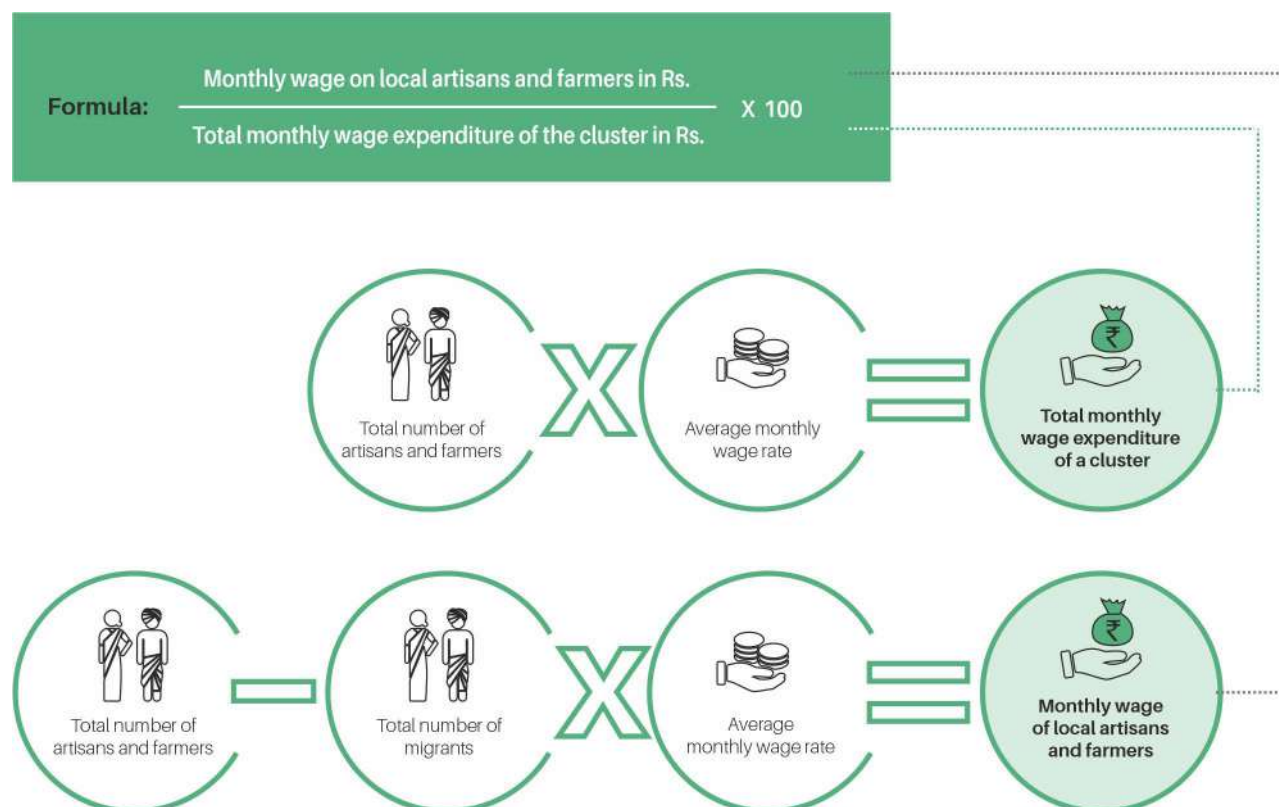 Formula:
Monthly wage on local artisans and farmers in Rs.
Total monthly wage expenditure of the cluster in Rs.
X 100
₹
Total number of
artisans and farmers
X
Average monthly
wage rate
=
Total monthly
wage expenditure
of a cluster
₹
Total number of
artisans and farmers
-
Total number of
migrants
X
Average
monthly wage rate
=
Monthly wage
of local artisans
and farmers